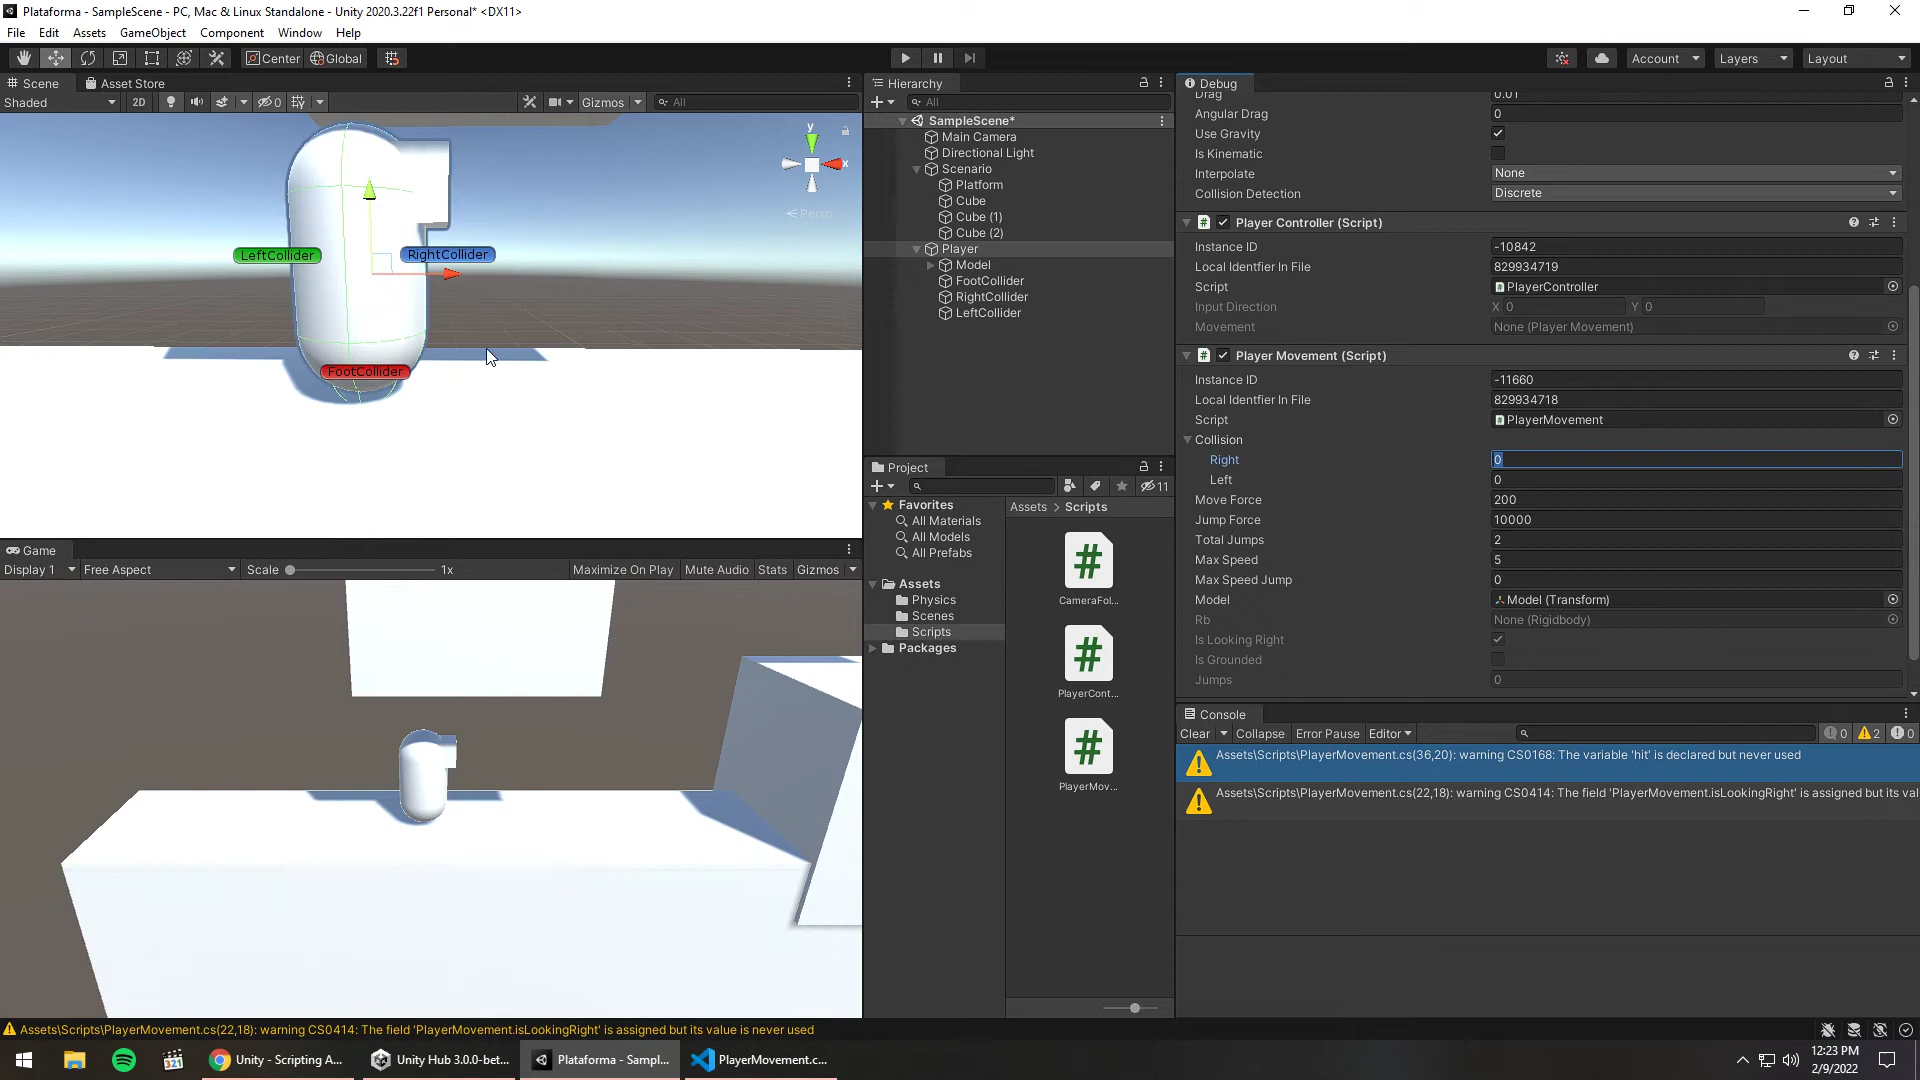 Plataforma - SampleScene - PC, Mac & Linux Standalone - Unity 2020.3.22f1 Personal* <DX11>
File Edit Assets GameObject Component Window Help
Center Global
Account Layers Layout
Scene Asset Store
Shaded 2D 0 Gizmos All
y
x
Persp
LeftCollider
RightCollider
FootCollider
Game
Display 1 Free Aspect Scale 1x Maximize On Play Mute Audio Stats Gizmos
Hierarchy
All
SampleScene*
Main Camera
Directional Light
Scenario
Platform
Cube
Cube (1)
Cube (2)
Player
Model
FootCollider
RightCollider
LeftCollider
Project
11
Favorites
All Materials
All Models
All Prefabs
Assets
Physics
Scenes
Scripts
Packages
Assets > Scripts
CameraFol...
PlayerCont...
PlayerMov...
Debug
Drag 0.01
Angular Drag 0
Use Gravity
Is Kinematic
Interpolate None
Collision Detection Discrete
Player Controller (Script)
Instance ID -10842
Local Identfier In File 829934719
Script PlayerController
Input Direction X 0 Y 0
Movement None (Player Movement)
Player Movement (Script)
Instance ID -11660
Local Identfier In File 829934718
Script PlayerMovement
Collision
Right 0
Left 0
Move Force 200
Jump Force 10000
Total Jumps 2
Max Speed 5
Max Speed Jump 0
Model Model (Transform)
Rb None (Rigidbody)
Is Looking Right
Is Grounded
Jumps 0
Console
Clear Collapse Error Pause Editor 0 2 0
Assets\Scripts\PlayerMovement.cs(36,20): warning CS0168: The variable 'hit' is declared but never used
Assets\Scripts\PlayerMovement.cs(22,18): warning CS0414: The field 'PlayerMovement.isLookingRight' is assigned but its val
Assets\Scripts\PlayerMovement.cs(22,18): warning CS0414: The field 'PlayerMovement.isLookingRight' is assigned but its value is never used
Unity - Scripting A... Unity Hub 3.0.0-bet... Plataforma - Sampl... PlayerMovement.c...
12:23 PM
2/9/2022